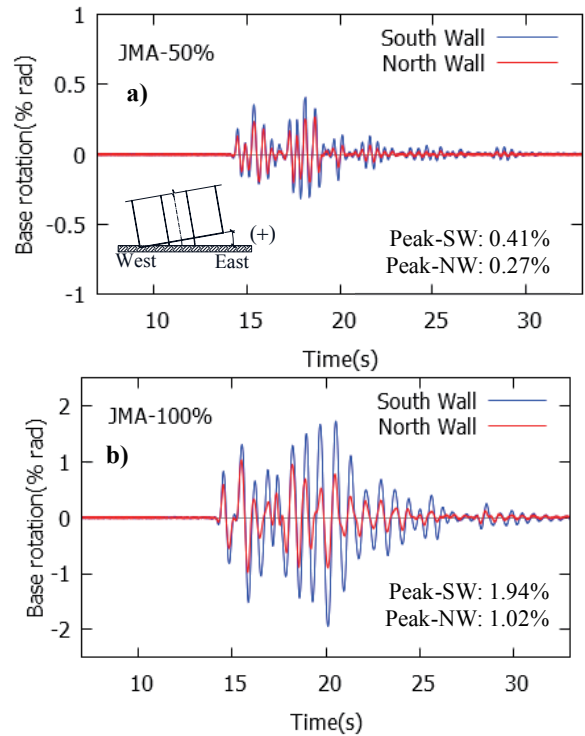 1
JMA-50%
South Wall
North Wall
a)
0.5
0
-0.5
-1
Base rotation(% rad)
(+)
West
East
Peak-SW: 0.41%
Peak-NW: 0.27%
10
15
20
25
30
Time(s)
2
JMA-100%
South Wall
North Wall
b)
1
0
-1
-2
Base rotation(% rad)
Peak-SW: 1.94%
Peak-NW: 1.02%
10
15
20
25
30
Time(s)